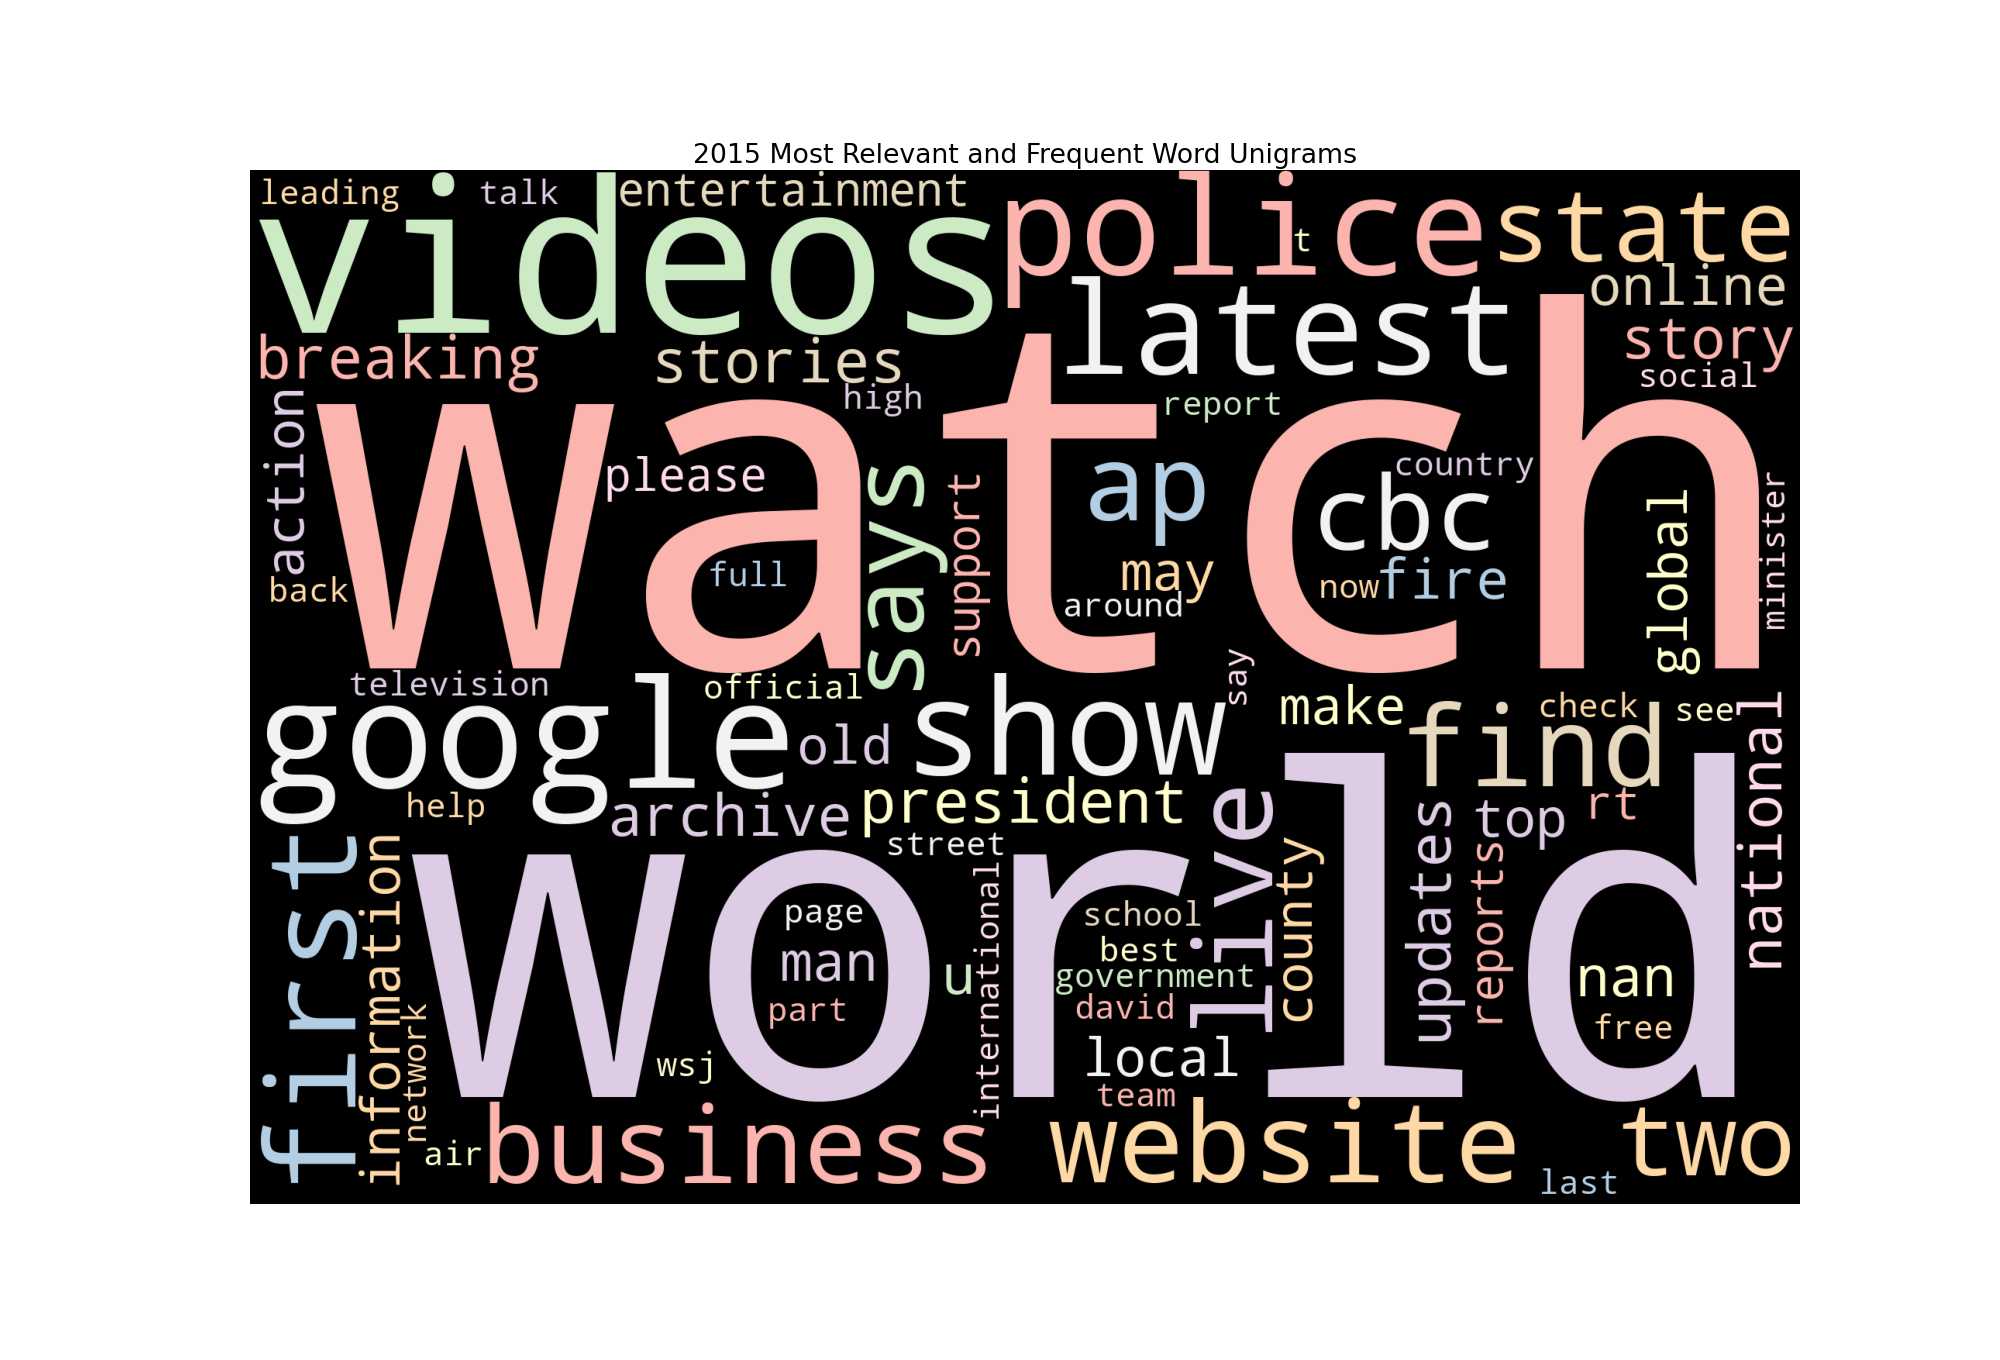 2015 Most Relevant and Frequent Word Unigrams
leading
talk
entertainment
videos
police
t
state
online
latest
story
social
breaking
stories
high
report
watch
action
please
says
support
ap
country
cbc
global
minister
full
back
may
around
now
fire
television
official
say
google
old
show
make
find
check
see
national
help
archive
president
live
top
rt
street
first
information
world
county
updates
reports
page
man
u
international
school
best
government
david
nan
free
part
network
wsj
local
team
air
business
website
two
last